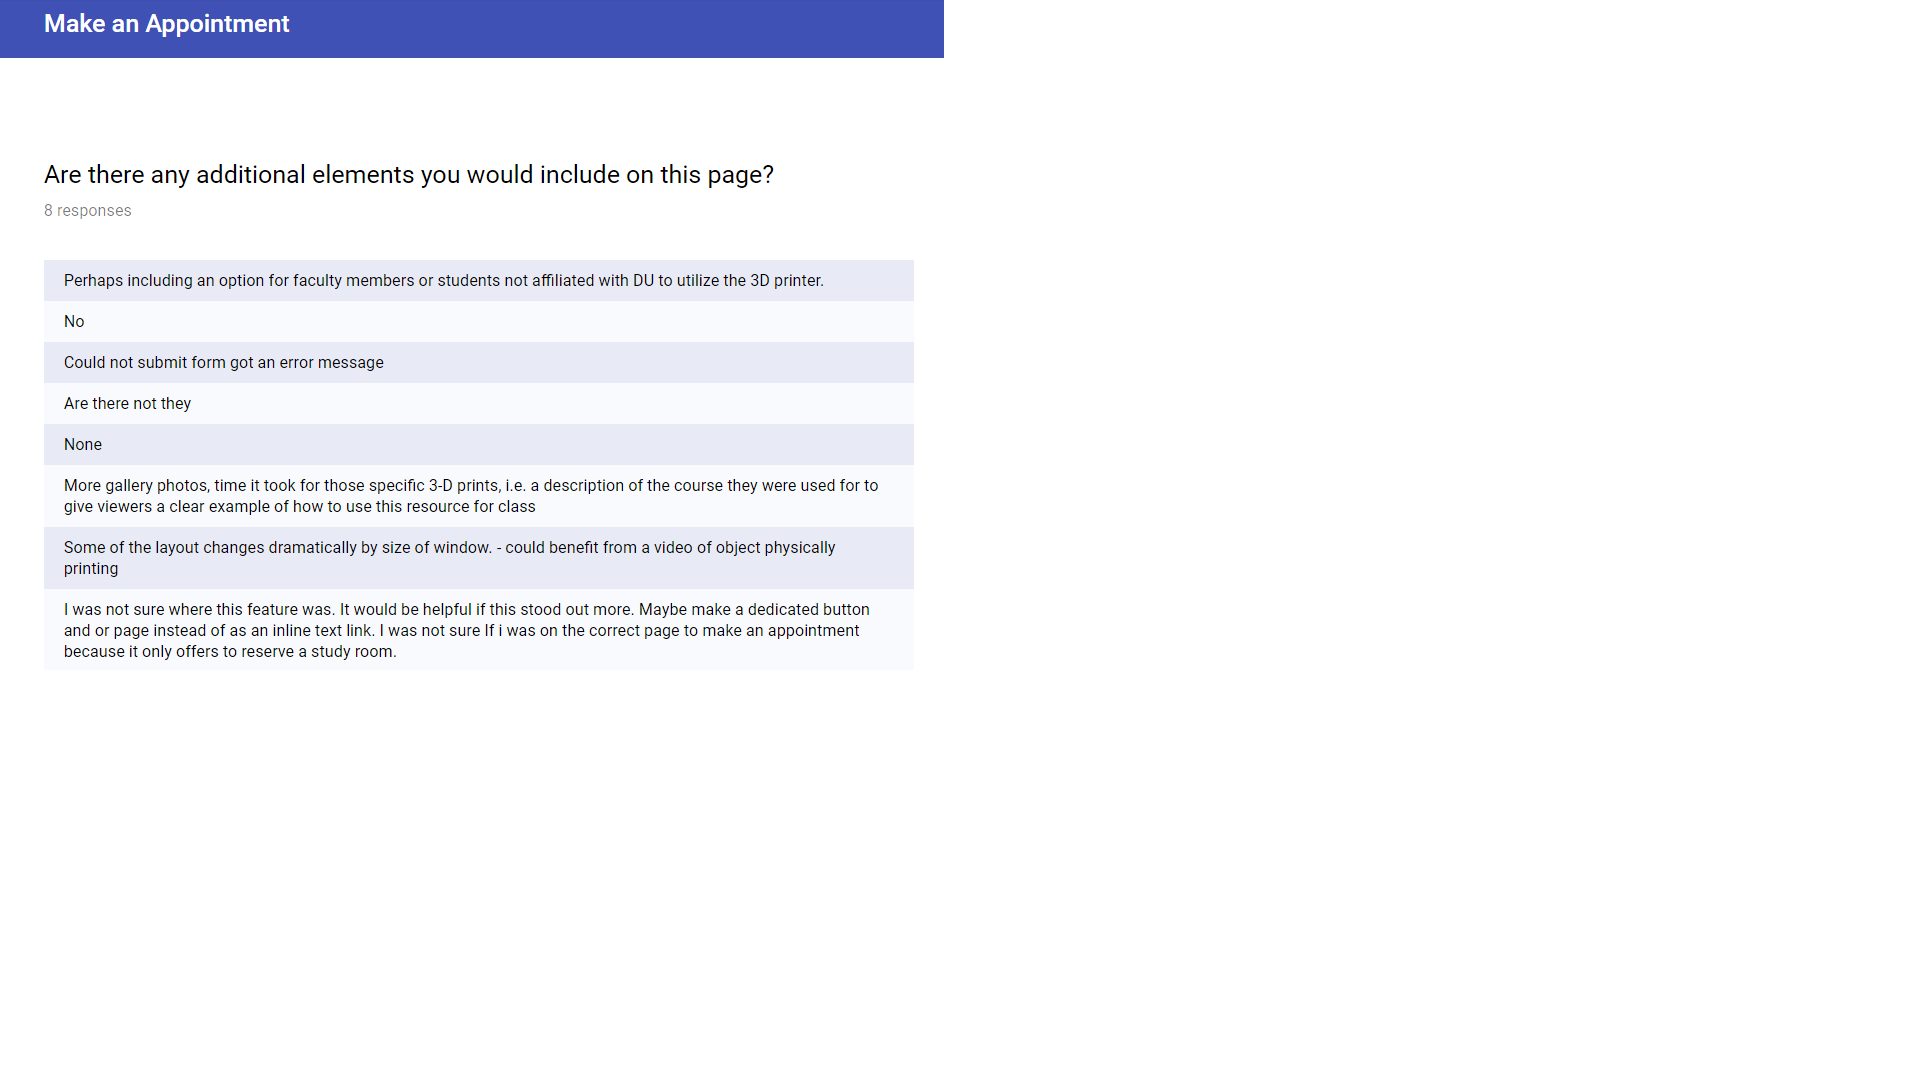 Make an Appointment
Are there any additional elements you would include on this page?
8 responses
Perhaps including an option for faculty members or students not affiliated with DU to utilize the 3D printer.
No
Could not submit form got an error message
Are there not they
None
More gallery photos, time it took for those specific 3-D prints, i.e. a description of the course they were used for to
give viewers a clear example of how to use this resource for class
Some of the layout changes dramatically by size of window. - could benefit from a video of object physically
printing
I was not sure where this feature was. It would be helpful if this stood out more. Maybe make a dedicated button
and or page instead of as an inline text link. I was not sure If i was on the correct page to make an appointment
because it only offers to reserve a study room.